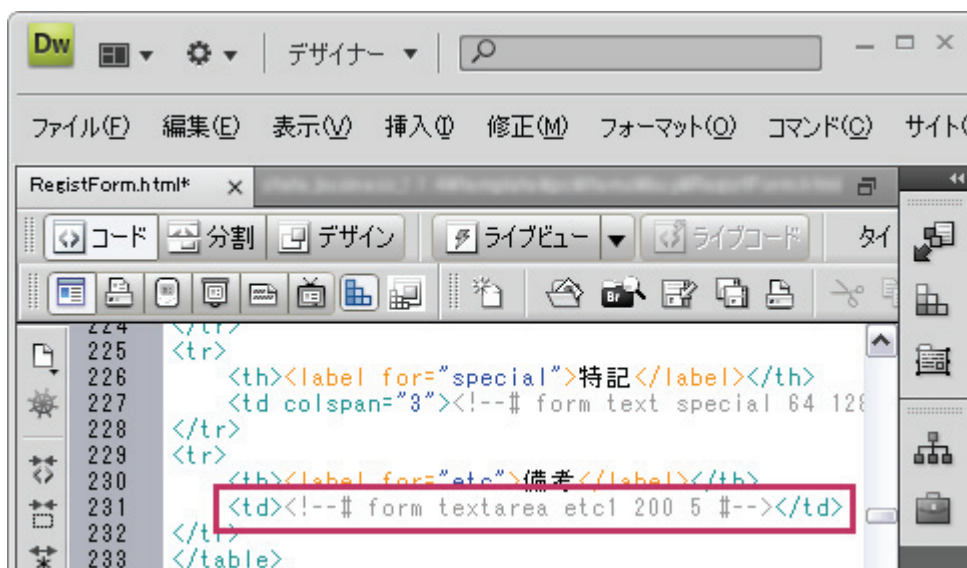 Dw デザイナー
ファイル(F) 編集(E) 表示(V) 挿入(I) 修正(M) フォーマット(O) コマンド(C) サイト(
RegistForm.html*
コード 分割 デザイン ライブビュー ライブコード タイ
Br
224 </tr>
225 <tr>
226 <th><label for="special">特記</label></th>
227 <td colspan="3"><!--# form text special 64 128
228 </tr>
229 <tr>
230 <th><label for="etc">備考</label></th>
231 <td><!--# form textarea etc1 200 5 #--></td>
232 </tr>
233 </table>